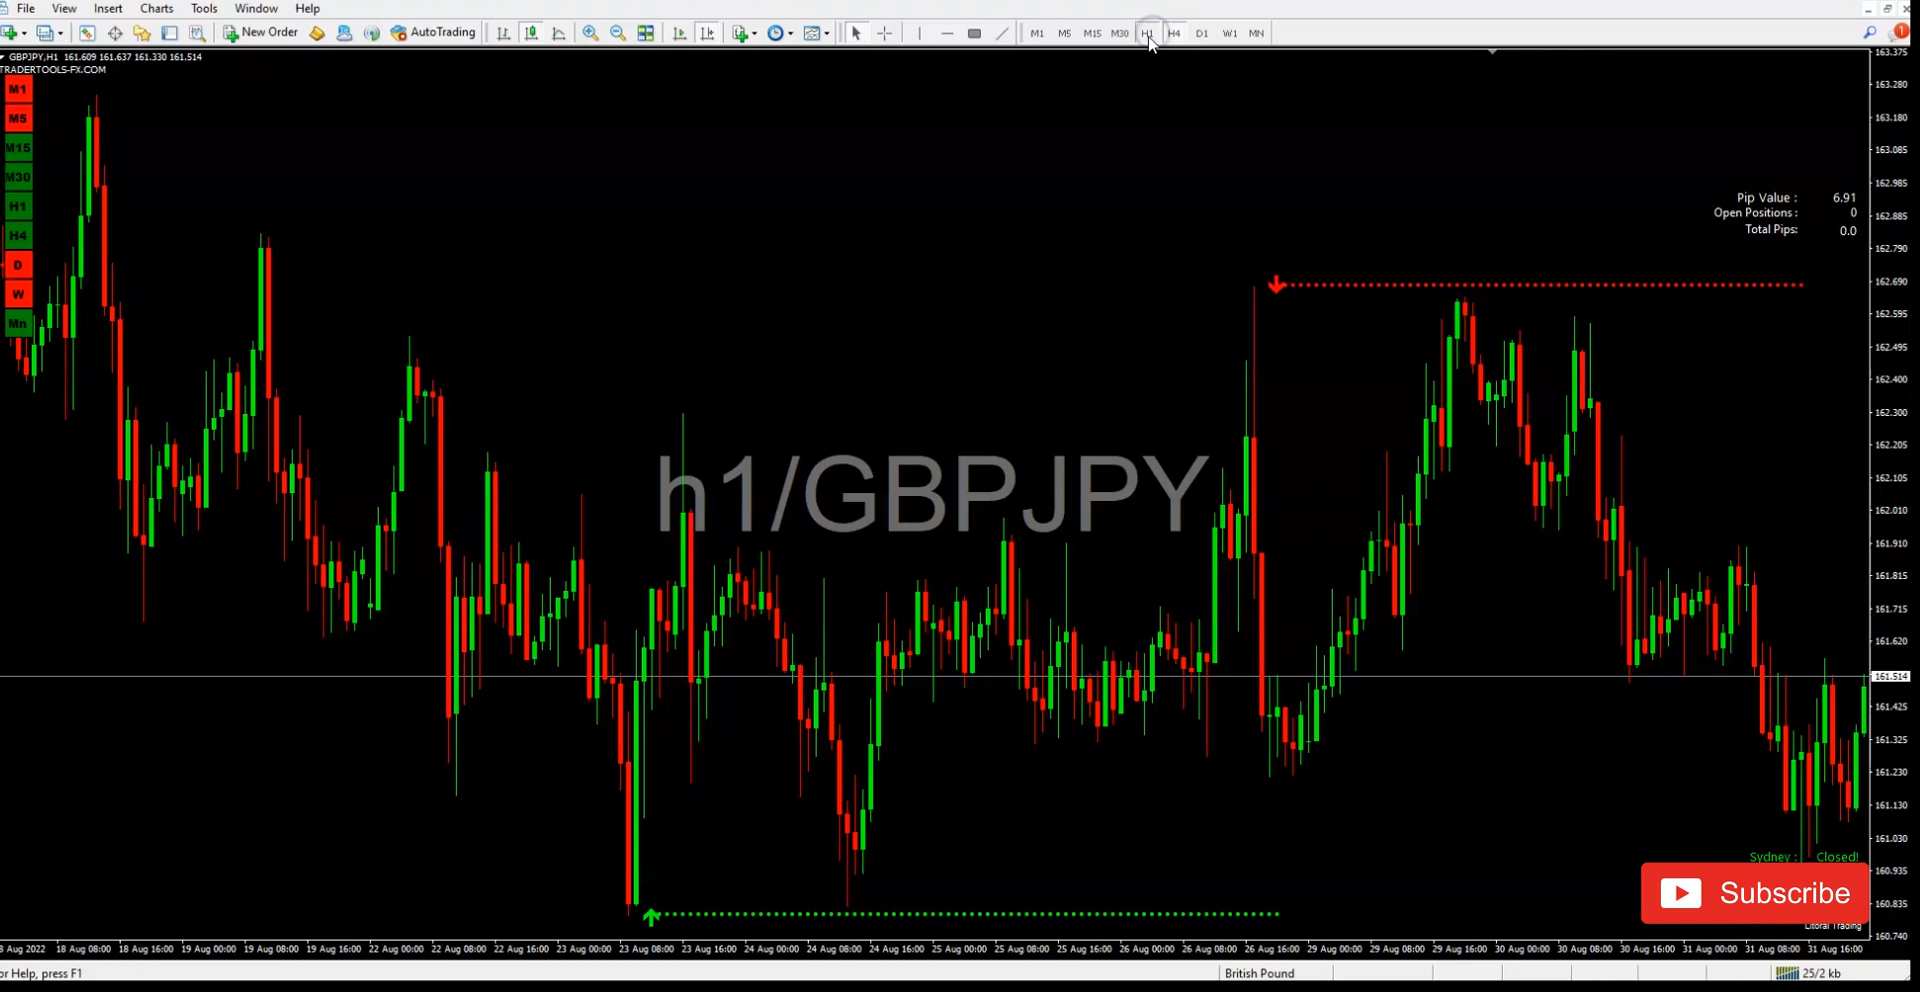 File View Insert Charts Tools Window Help
New Order AutoTrading M1 M5 M15 M30 H1 H4 D1 W1 MN 1
GBPJPY,H1 161.609 161.637 161.330 161.514
TRADERTOOLS-FX.COM
M1
M5
M15
M30
H1
H4
D
W
Mn
Pip Value : 6.91
Open Positions : 0
Total Pips: 0.0
h1/GBPJPY
163.375
163.280
163.180
163.085
162.985
162.885
162.790
162.690
162.595
162.495
162.400
162.300
162.205
162.105
162.010
161.910
161.815
161.715
161.620
161.514
161.425
161.325
161.230
161.130
161.030
160.935
160.835
160.740
Sydney : Closed!
Subscribe
Litoral Trading
8 Aug 2022 18 Aug 08:00 18 Aug 16:00 19 Aug 00:00 19 Aug 08:00 19 Aug 16:00 22 Aug 00:00 22 Aug 08:00 22 Aug 16:00 23 Aug 00:00 23 Aug 08:00 23 Aug 16:00 24 Aug 00:00 24 Aug 08:00 24 Aug 16:00 25 Aug 00:00 25 Aug 08:00 25 Aug 16:00 26 Aug 00:00 26 Aug 08:00 26 Aug 16:00 29 Aug 00:00 29 Aug 08:00 29 Aug 16:00 30 Aug 00:00 30 Aug 08:00 30 Aug 16:00 31 Aug 00:00 31 Aug 08:00 31 Aug 16:00
or Help, press F1 British Pound 25/2 kb